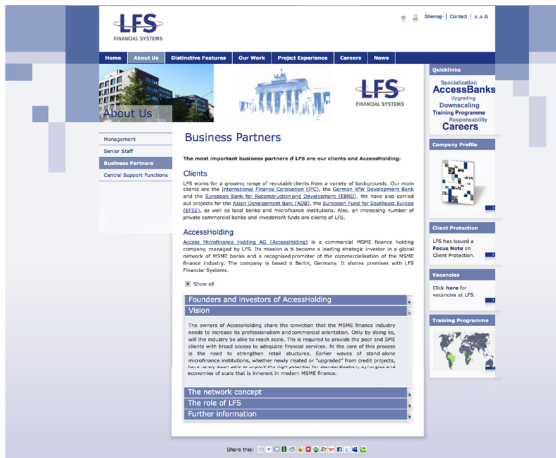 LFS
FINANCIAL SYSTEMS
Sitemap | Contact | A A A
Home
About Us
Distinctive Features
Our Work
Project Experience
Careers
News
About Us
LFS
FINANCIAL SYSTEMS
Management
Senior Staff
Business Partners
Central Support Functions
Business Partners
The most important business partners of LFS are our clients and AccessHolding:
Clients
LFS works for a growing range of reputable clients from a variety of backgrounds. Our main
clients are the International Finance Corporation (IFC), the German KfW Development Bank
and the European Bank for Reconstruction and Development (EBRD). We have also carried
out projects for the Asian Development Bank (ADB), the European Fund for Southeast Europe
(EFSE), as well as local banks and microfinance institutions. Also, an increasing number of
private commercial banks and investment funds are clients of LFS.
AccessHolding
Access Microfinance Holding AG (AccessHolding) is a commercial MSME finance holding
company, managed by LFS. Its mission is to become a leading strategic investor in a global
network of MSME banks and a recognised promoter of the commercialisation of the MSME
finance industry. The company is based in Berlin, Germany. It shares premises with LFS
Financial Systems.
Show all
Founders and Investors of AccessHolding
Vision
The owners of AccessHolding share the conviction that the MSME finance industry
needs to increase its professionalism and commercial orientation. Only by doing so,
will the industry be able to reach scale. This is required to provide the poor and SME
clients with broad access to adequate financial services. At the core of this process
is the need to strengthen retail stuctures. Earlier waves of stand-alone
microfinance institutions, whether newly created or "upgraded" from credit projects,
have rarely been able to exploit the high potential for standardisation, synergies and
economies of scale that is inherent in modern MSME finance.
The network concept
The role of LFS
Further information
Quicklinks
Specialization
AccessBanks
Upgrading
Downscaling
Training Programme
Responsability
Careers
Company Profile
Client Protection
LFS has issued a
Focus Note on
Client Protection.
Vacancies
Click here for
vacancies at LFS.
Training Programme
Share this: